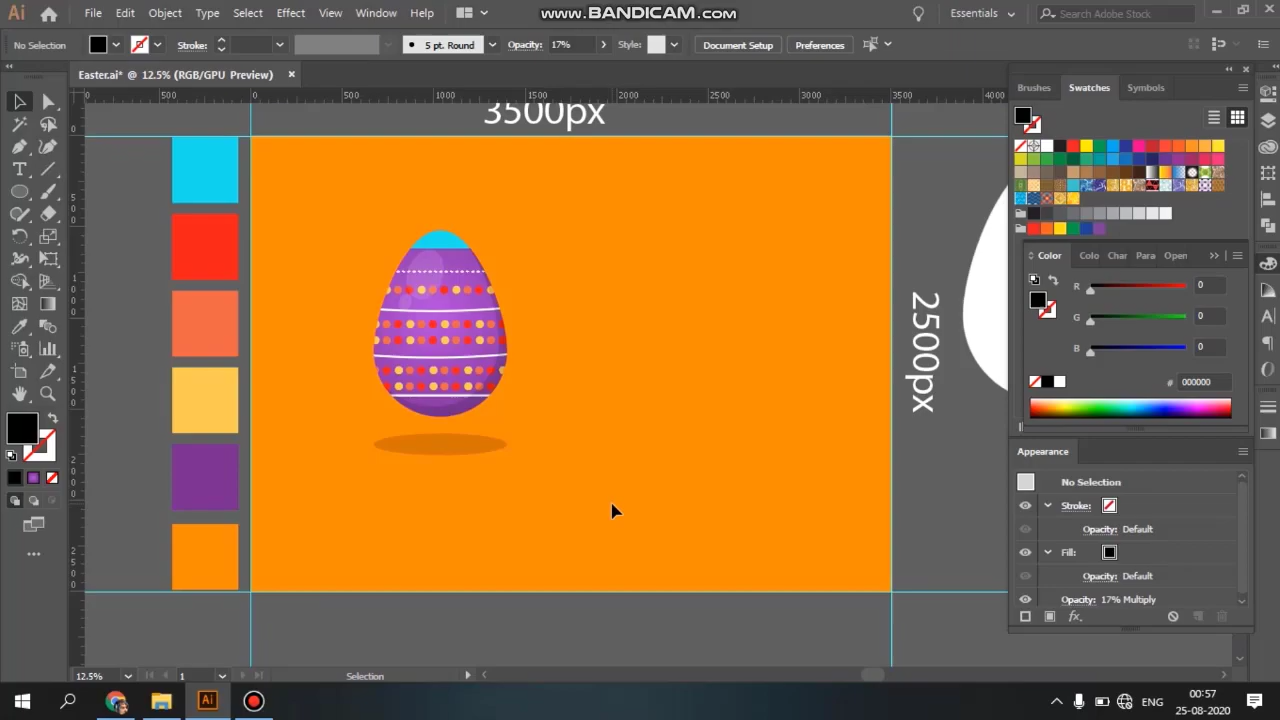 Ai File Edit Object Type Select Effect View Window Help www.BANDICAM.com Essentials Search Adobe Stock
No Selection Stroke: 5 pt. Round Opacity: 17% Style: Document Setup Preferences
Easter.ai* @ 12.5% (RGB/GPU Preview)
500 0 500 1000 1500 2000 2500 3000 3500 4000
3500px
2500px
Brushes Swatches Symbols
Color Colo Char Para Open
R 0
G 0
B 0
# 000000
Appearance
No Selection
Stroke:
Opacity: Default
Fill:
Opacity: Default
Opacity: 17% Multiply
12.5% 1 Selection
Ai ENG 00:57
25-08-2020